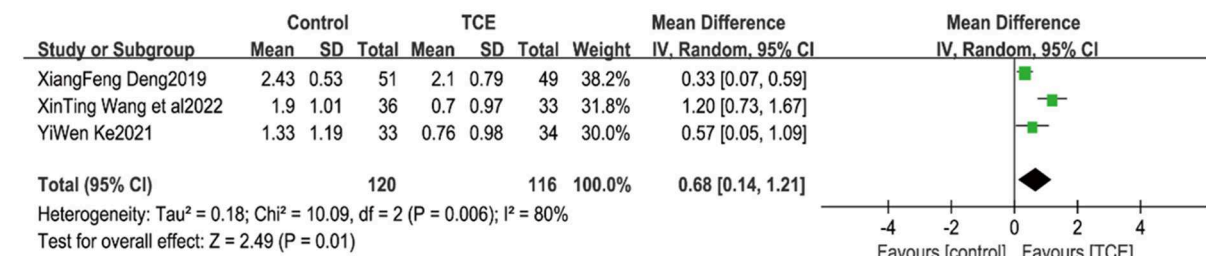 Control TCE Mean Difference Mean Difference
Study or Subgroup Mean SD Total Mean SD Total Weight IV, Random, 95% CI IV, Random, 95% CI
XiangFeng Deng2019 2.43 0.53 51 2.1 0.79 49 38.2% 0.33 [0.07, 0.59]
XinTing Wang et al2022 1.9 1.01 36 0.7 0.97 33 31.8% 1.20 [0.73, 1.67]
YiWen Ke2021 1.33 1.19 33 0.76 0.98 34 30.0% 0.57 [0.05, 1.09]
Total (95% CI) 120 116 100.0% 0.68 [0.14, 1.21]
Heterogeneity: Tau² = 0.18; Chi² = 10.09, df = 2 (P = 0.006); I² = 80%
Test for overall effect: Z = 2.49 (P = 0.01)
-4 -2 0 2 4
Favours [control] Favours [TCE]